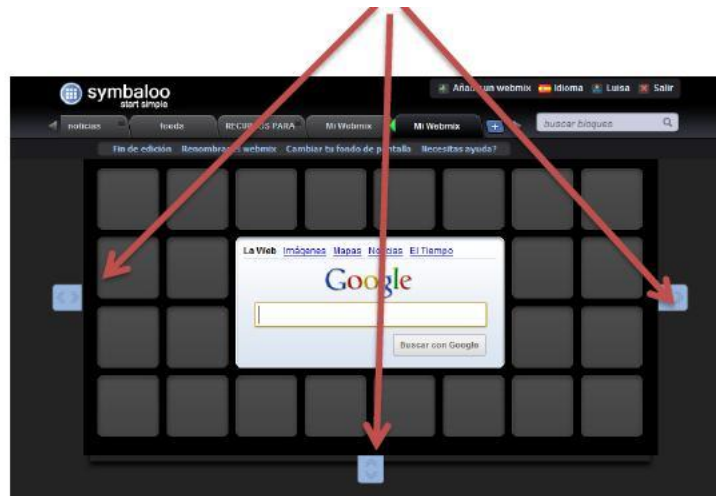 symbaloo
start simple
Añadir un webmix Idioma Luisa Salir
noticias feeds RECURSOS PARA Mi Webmix Mi Webmix
buscar bloques
Fin de edición Renombrar webmix Cambiar tu fondo de pantalla Necesitas ayuda?
La Web Imágenes Mapas Noticias El Tiempo
Google
Buscar con Google